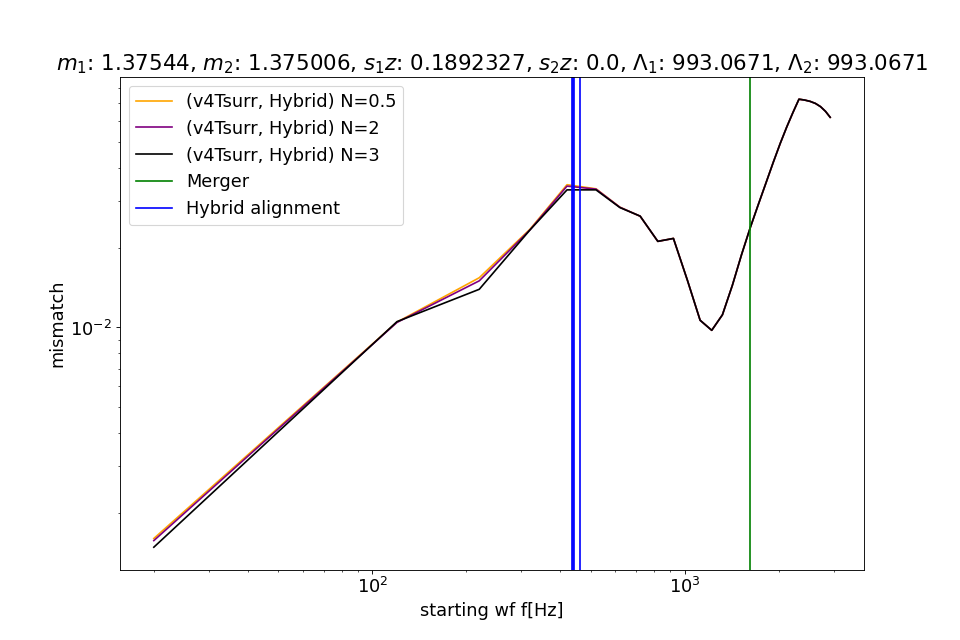 m₁: 1.37544, m₂: 1.375006, s₁z: 0.1892327, s₂z: 0.0, Λ₁: 993.0671, Λ₂: 993.0671
(v4Tsurr, Hybrid) N=0.5
(v4Tsurr, Hybrid) N=2
(v4Tsurr, Hybrid) N=3
Merger
Hybrid alignment
mismatch
10⁻²
10² 10³
starting wf f[Hz]